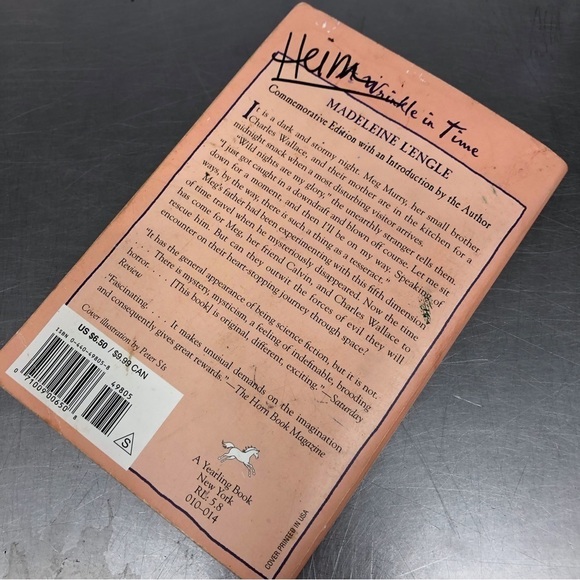 Heim
Wrinkle in Time
MADELEINE L'ENGLE
Commemorative Edition with an Introduction by the Author
It is a dark and stormy night. Meg Murry, her small brother
Charles Wallace, and their mother are in the kitchen for a
midnight snack when a most disturbing visitor arrives.
"Wild nights are my glory," the unearthly stranger tells them.
"I just got caught in a downdraft and blown off course. Let me sit
down for a moment, and then I'll be on my way. Speaking of
ways, by the way, there is such a thing as a tesseract."
Meg's father had been experimenting with this fifth dimension
of time travel when he mysteriously disappeared. Now the time
has come for Meg, her friend Calvin, and Charles Wallace to
rescue him. But can they outwit the forces of evil they will
encounter on their heart-stopping journey through space?
"It has the general appearance of being science fiction, but it is not.
. . . There is mystery, mysticism, a feeling of indefinable, brooding
horror. . . . [This book] is original, different, exciting."—Saturday
Review
"Fascinating. . . . It makes unusual demands on the imagination
and consequently gives great rewards."—The Horn Book Magazine
Cover illustration by Peter Sís
US $6.50 / $9.99 CAN
ISBN 0-440-49805-8
49805
0 71009 00650 8
S
A Yearling Book
New York
RL: 5.8
010-014
COVER PRINTED IN USA